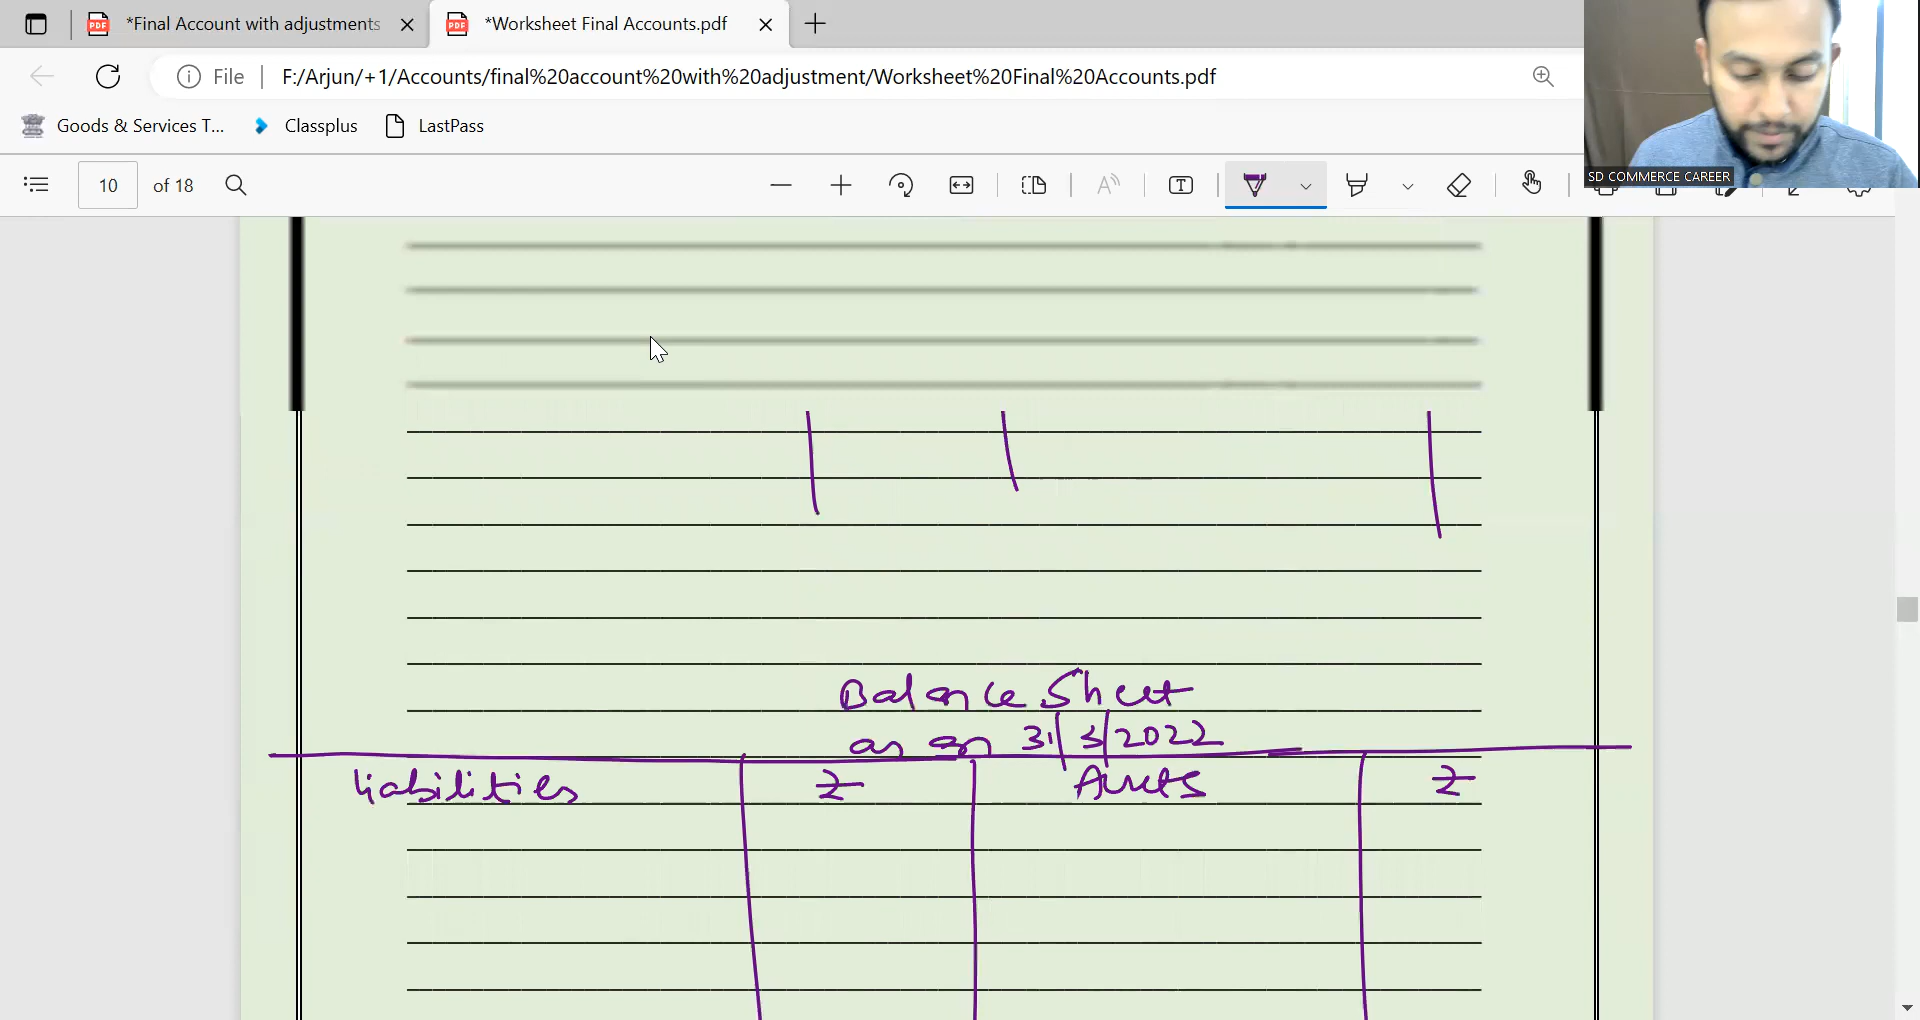 *Final Account with adjustments
*Worksheet Final Accounts.pdf
File F:/Arjun/+1/Accounts/final%20account%20with%20adjustment/Worksheet%20Final%20Accounts.pdf
Goods & Services T... Classplus LastPass
10 of 18
SD COMMERCE CAREER
Balance Sheet
as on 31/3/2022
Liabilities ₹ Assets ₹